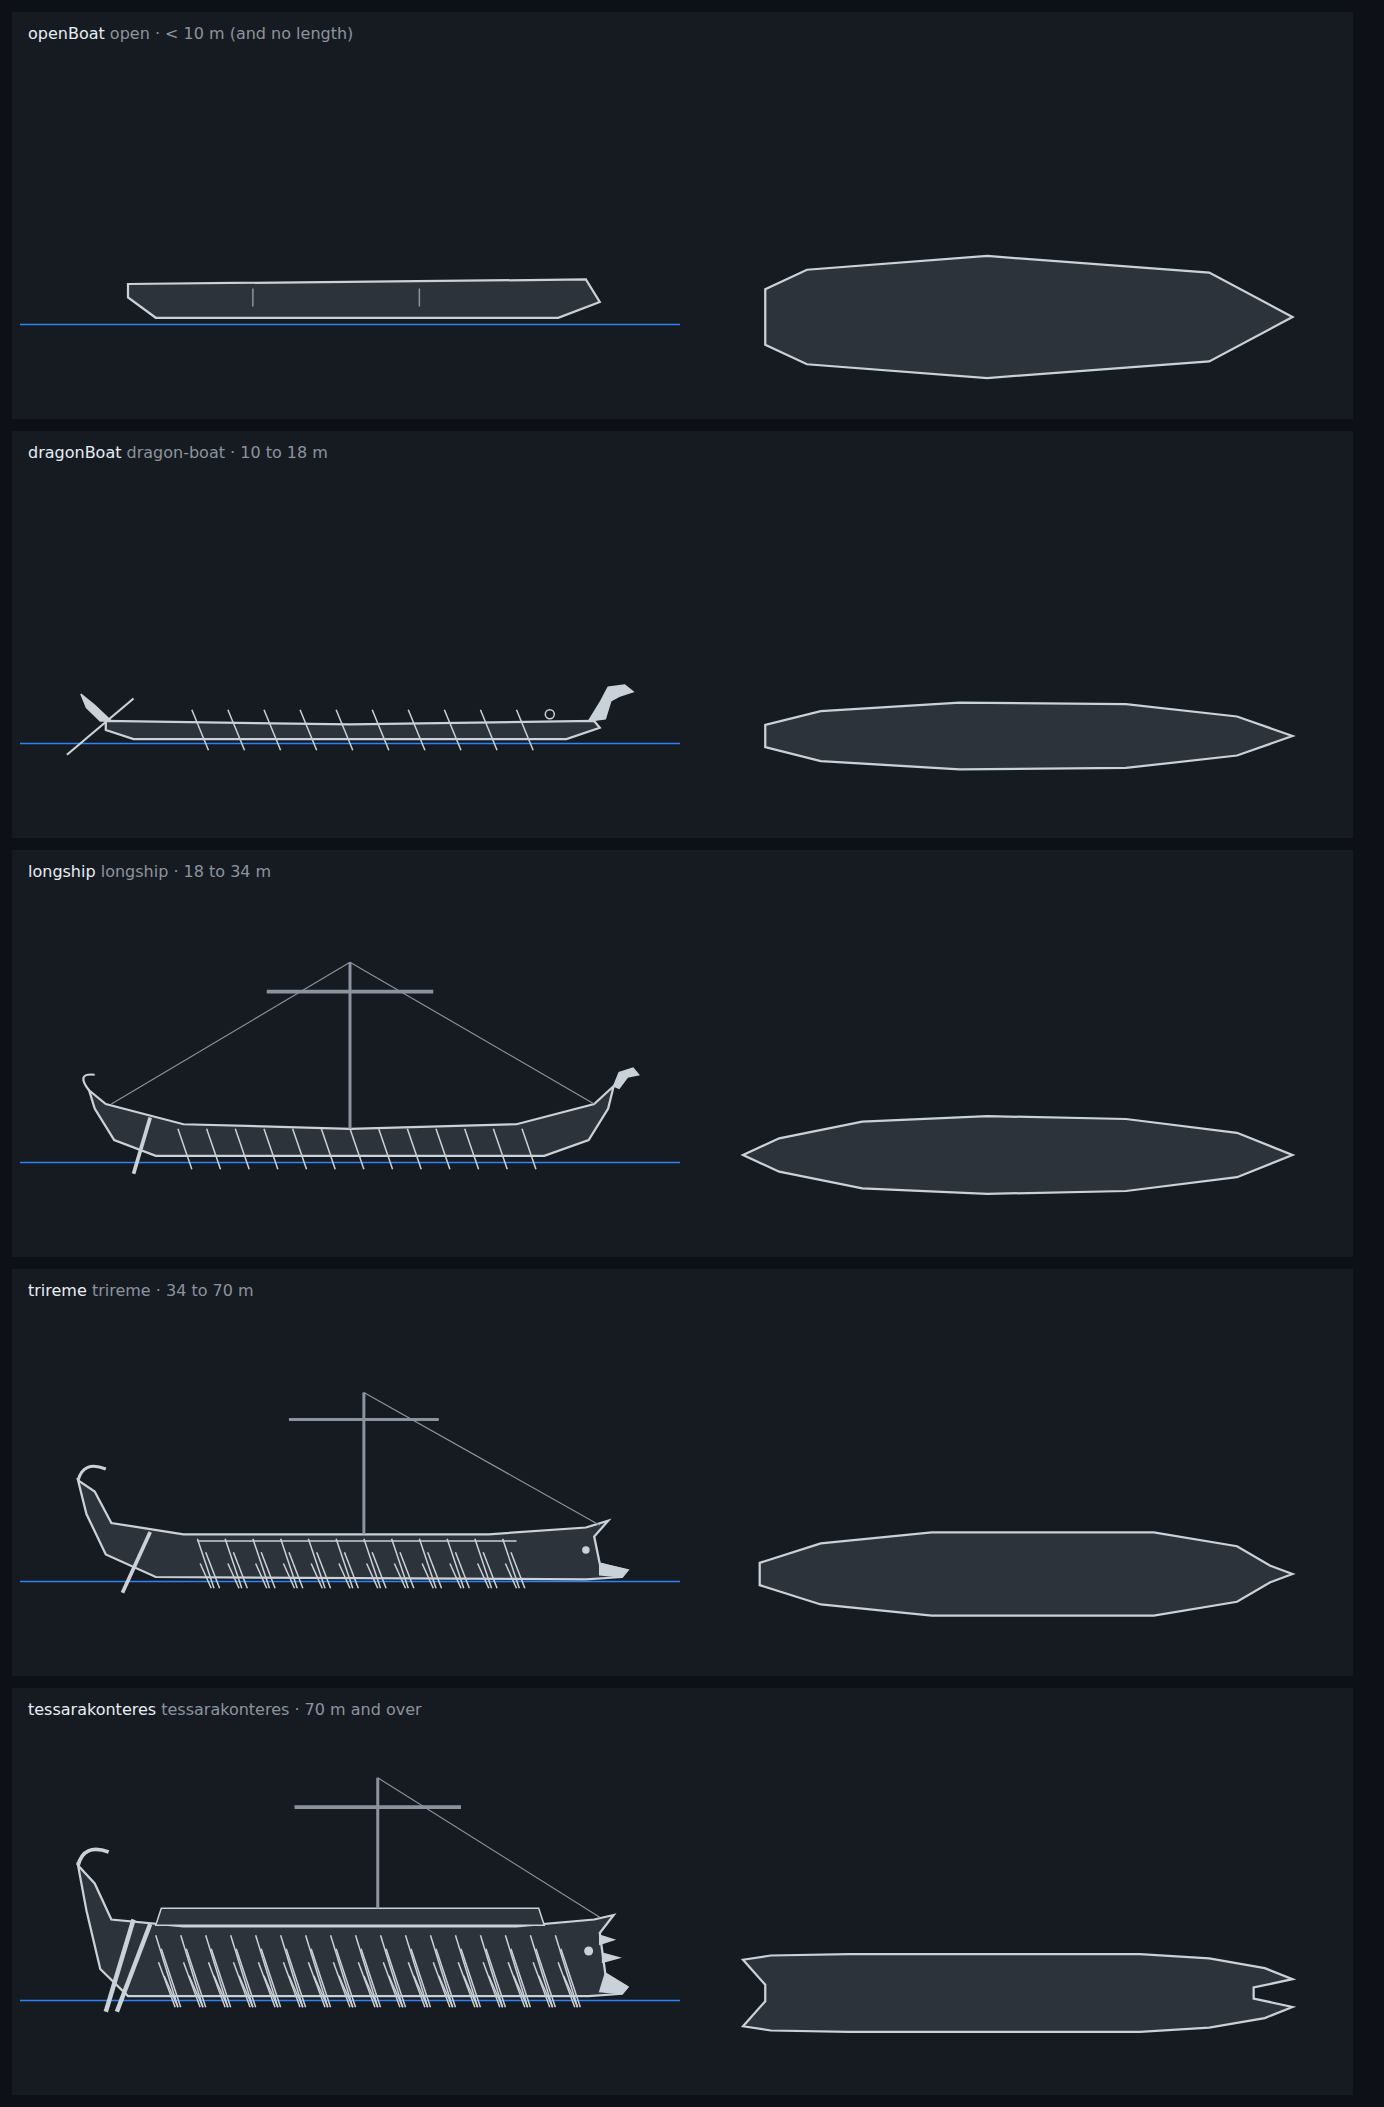 openBoat open · < 10 m (and no length)
dragonBoat dragon-boat · 10 to 18 m
longship longship · 18 to 34 m
trireme trireme · 34 to 70 m
tessarakonteres tessarakonteres · 70 m and over